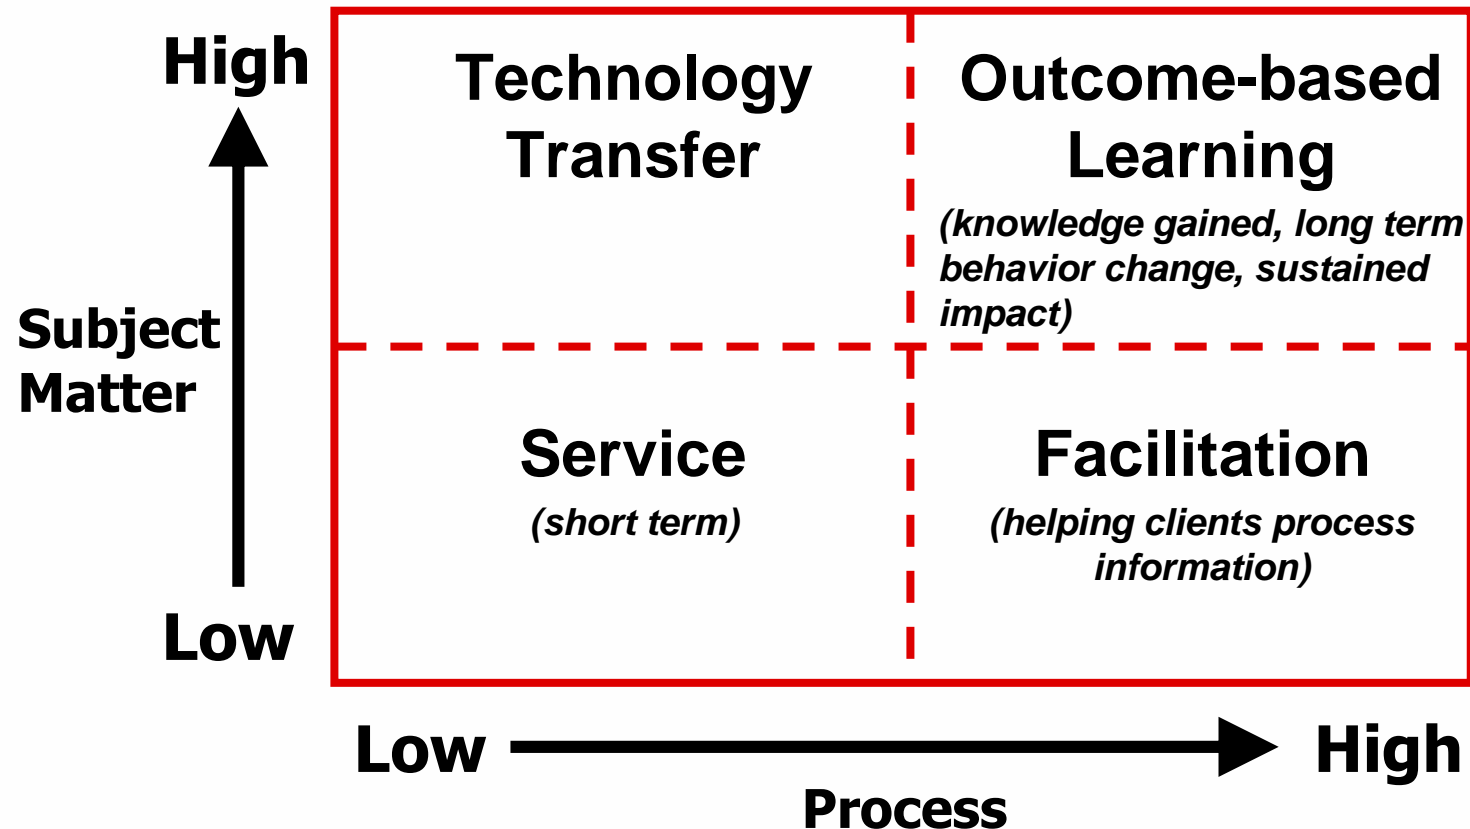 High
Technology
Transfer
Outcome-based
Learning
(knowledge gained, long term
behavior change, sustained
impact)
Subject
Matter
Service
(short term)
Facilitation
(helping clients process
information)
Low
Low
High
Process